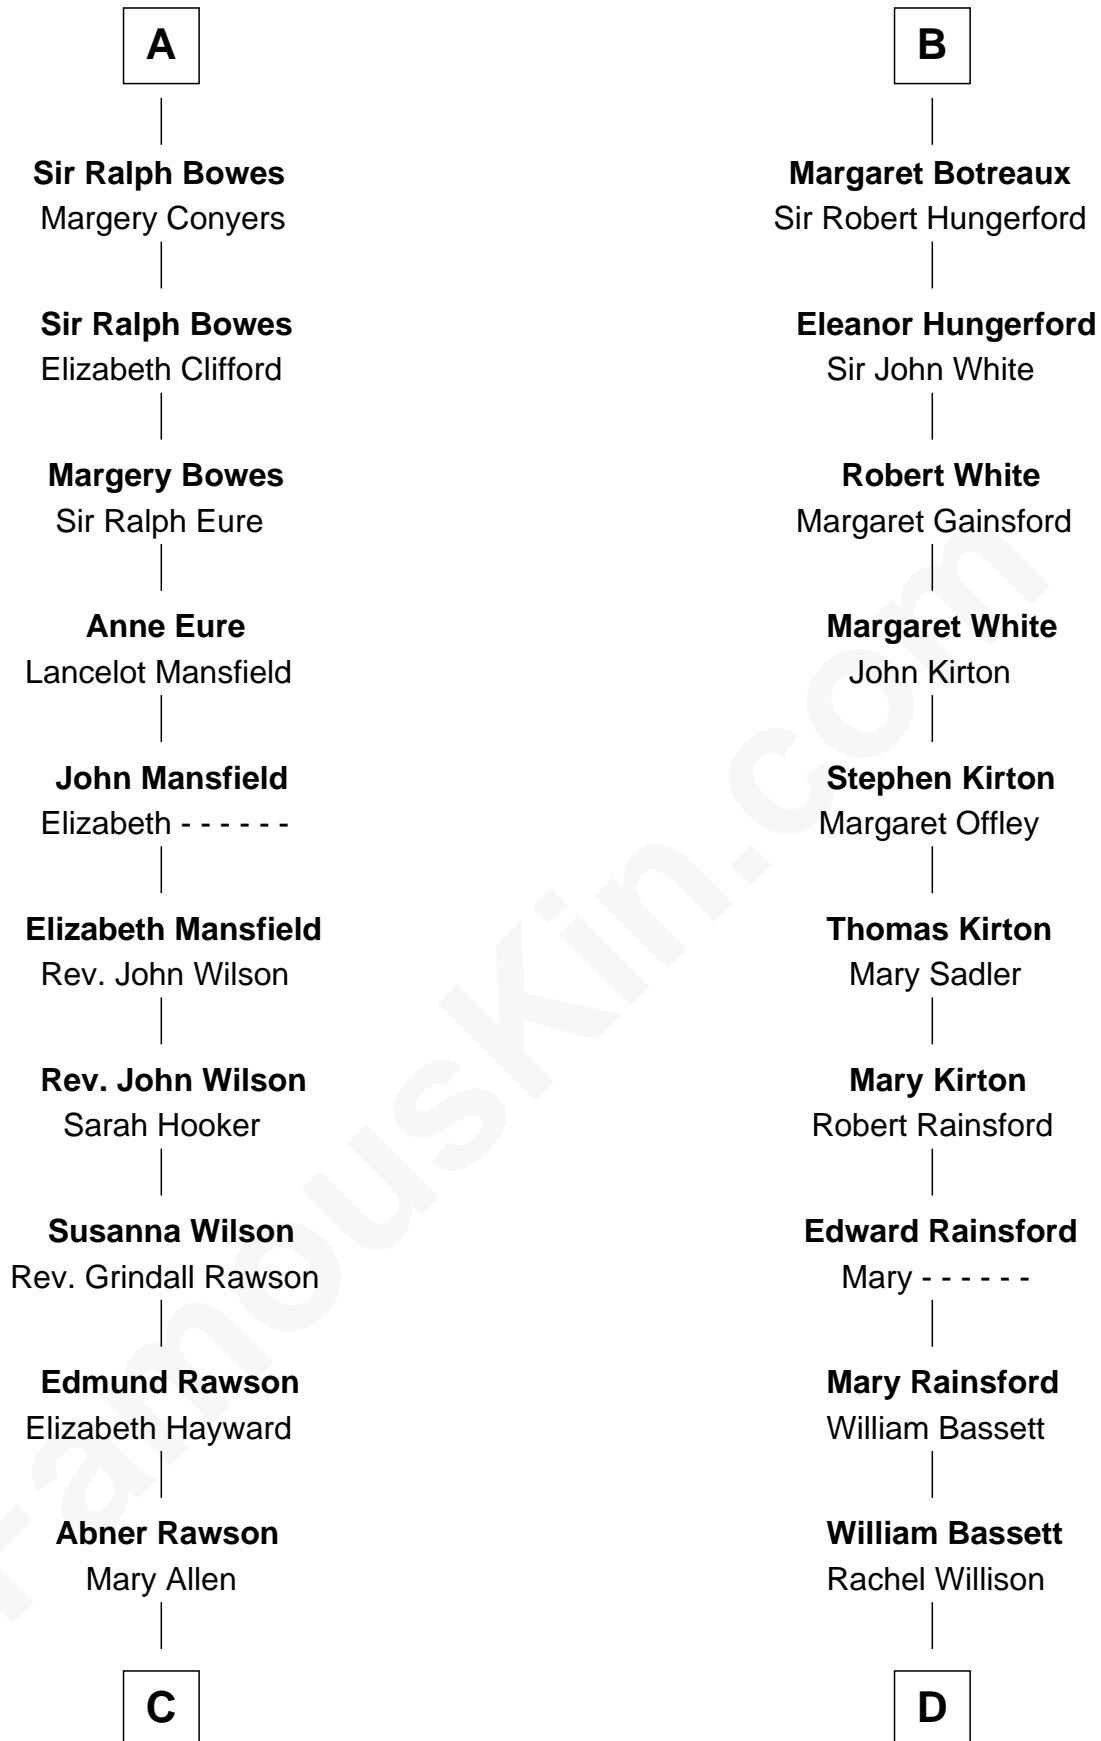 A
Sir Ralph Bowes
Margery Conyers
Sir Ralph Bowes
Elizabeth Clifford
Margery Bowes
Sir Ralph Eure
Anne Eure
Lancelot Mansfield
John Mansfield
Elizabeth - - - - - -
Elizabeth Mansfield
Rev. John Wilson
Rev. John Wilson
Sarah Hooker
Susanna Wilson
Rev. Grindall Rawson
Edmund Rawson
Elizabeth Hayward
Abner Rawson
Mary Allen
C
B
Margaret Botreaux
Sir Robert Hungerford
Eleanor Hungerford
Sir John White
Robert White
Margaret Gainsford
Margaret White
John Kirton
Stephen Kirton
Margaret Offley
Thomas Kirton
Mary Sadler
Mary Kirton
Robert Rainsford
Edward Rainsford
Mary - - - - - -
Mary Rainsford
William Bassett
William Bassett
Rachel Willison
D
FamousKin.com